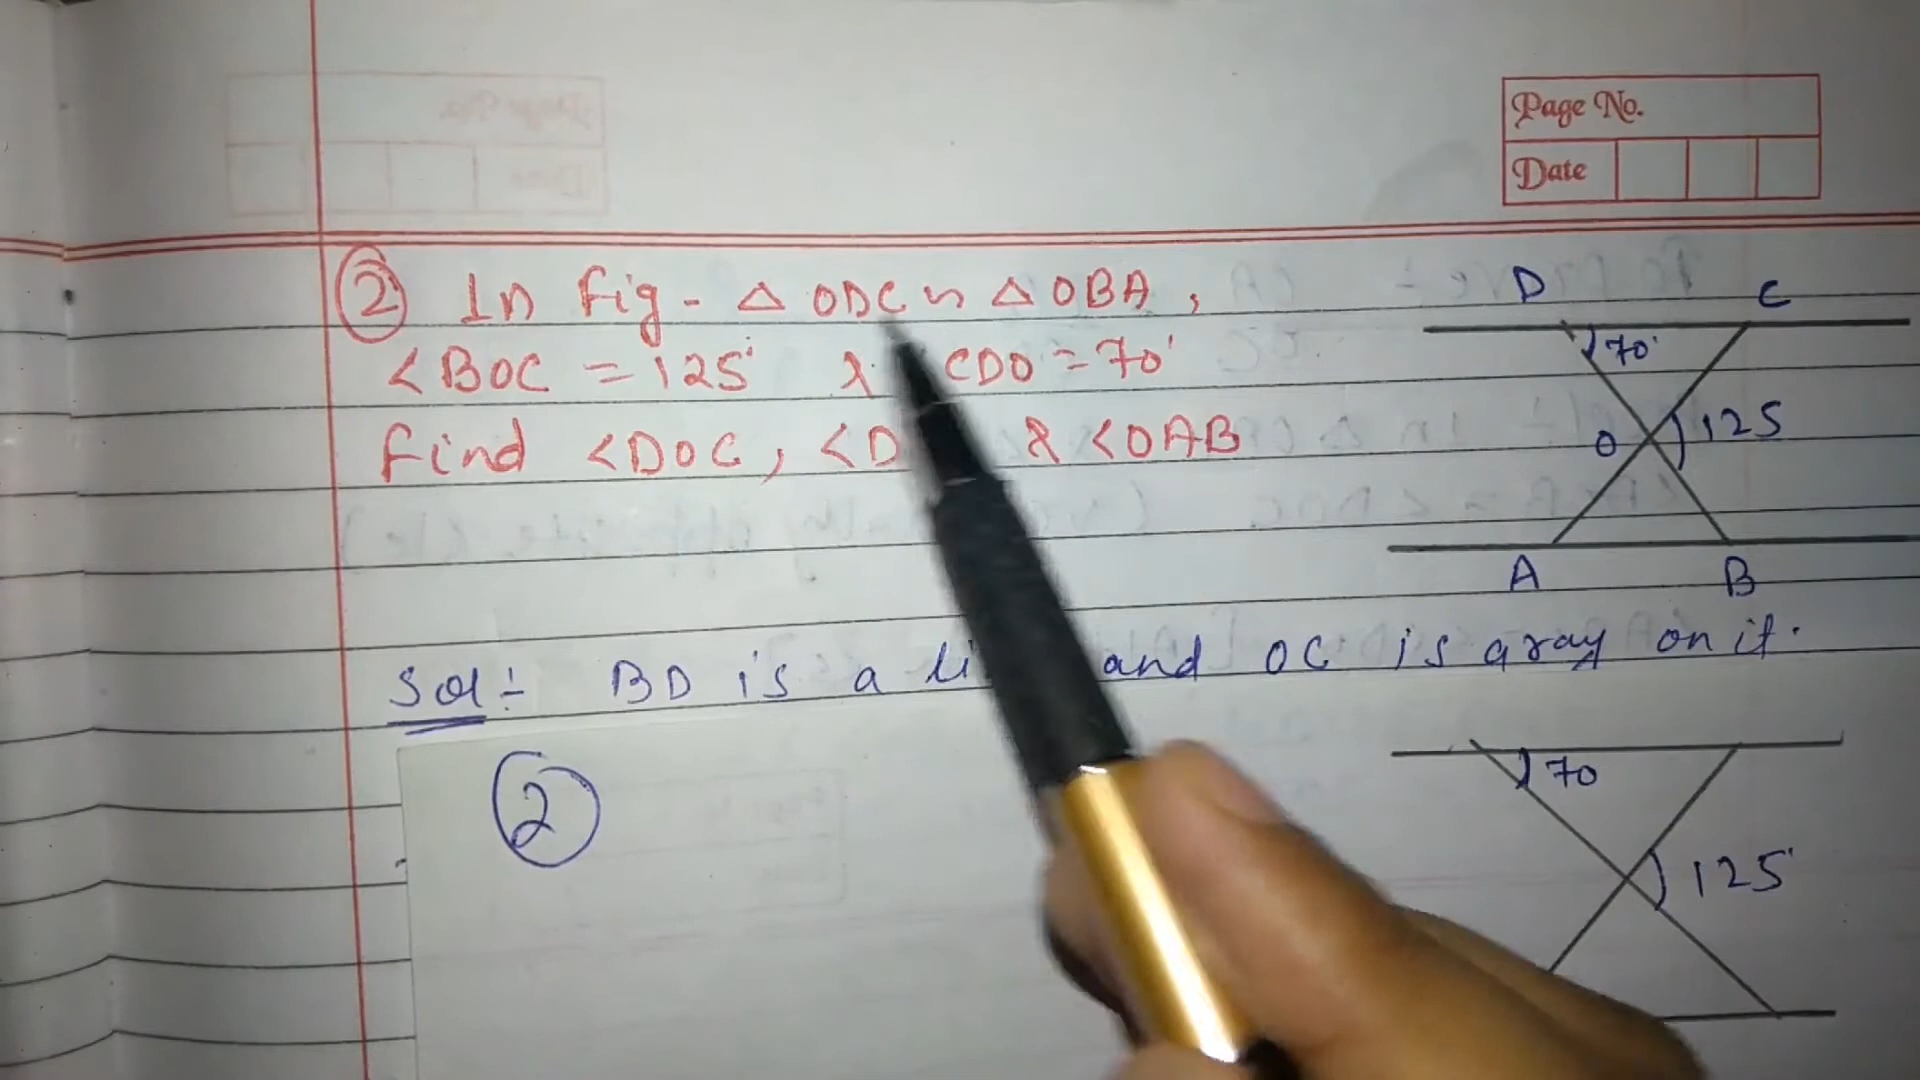 Page No.
Date
② In fig - △ ODC ∽ △ OBA,
∠BOC = 125° & CDO = 70°
Find ∠DOC, ∠D & ∠OAB
D C
70°
O 125
A B
Sol:- BD is a li and OC is a ray on it.
②
70
125°